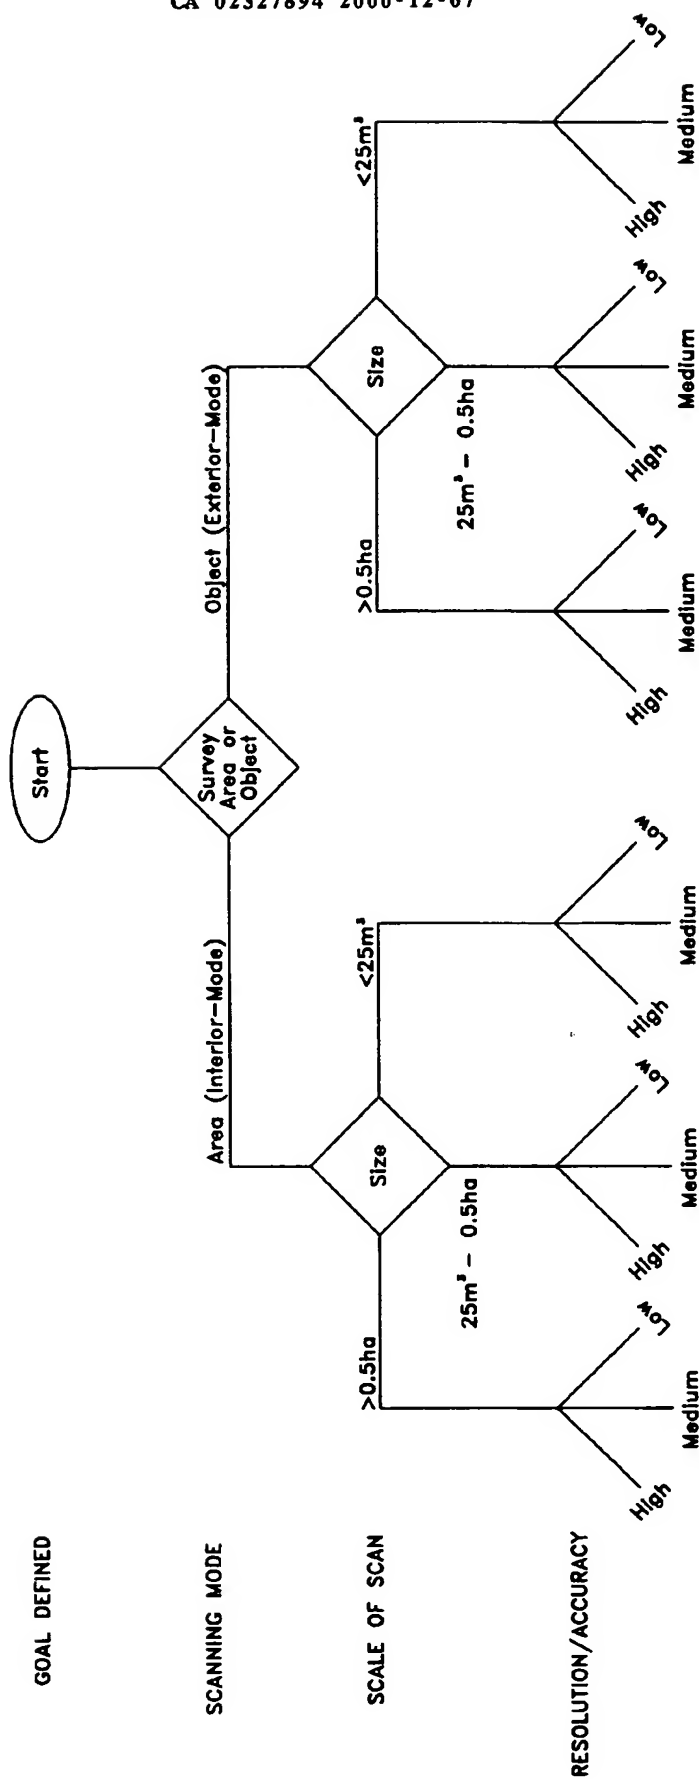 CA 02327894 2000-12-07
GOAL DEFINED
Start
SCANNING MODE
Area (Interior-Mode)
Survey
Area or
Object
Object (Exterior-Mode)
SCALE OF SCAN
>0.5ha
Size
<25m³
25m³ - 0.5ha
>0.5ha
Size
<25m³
25m³ - 0.5ha
RESOLUTION/ACCURACY
High
Medium
Low
High
Medium
Low
High
Medium
Low
High
Medium
Low
High
Medium
Low
High
Medium
Low